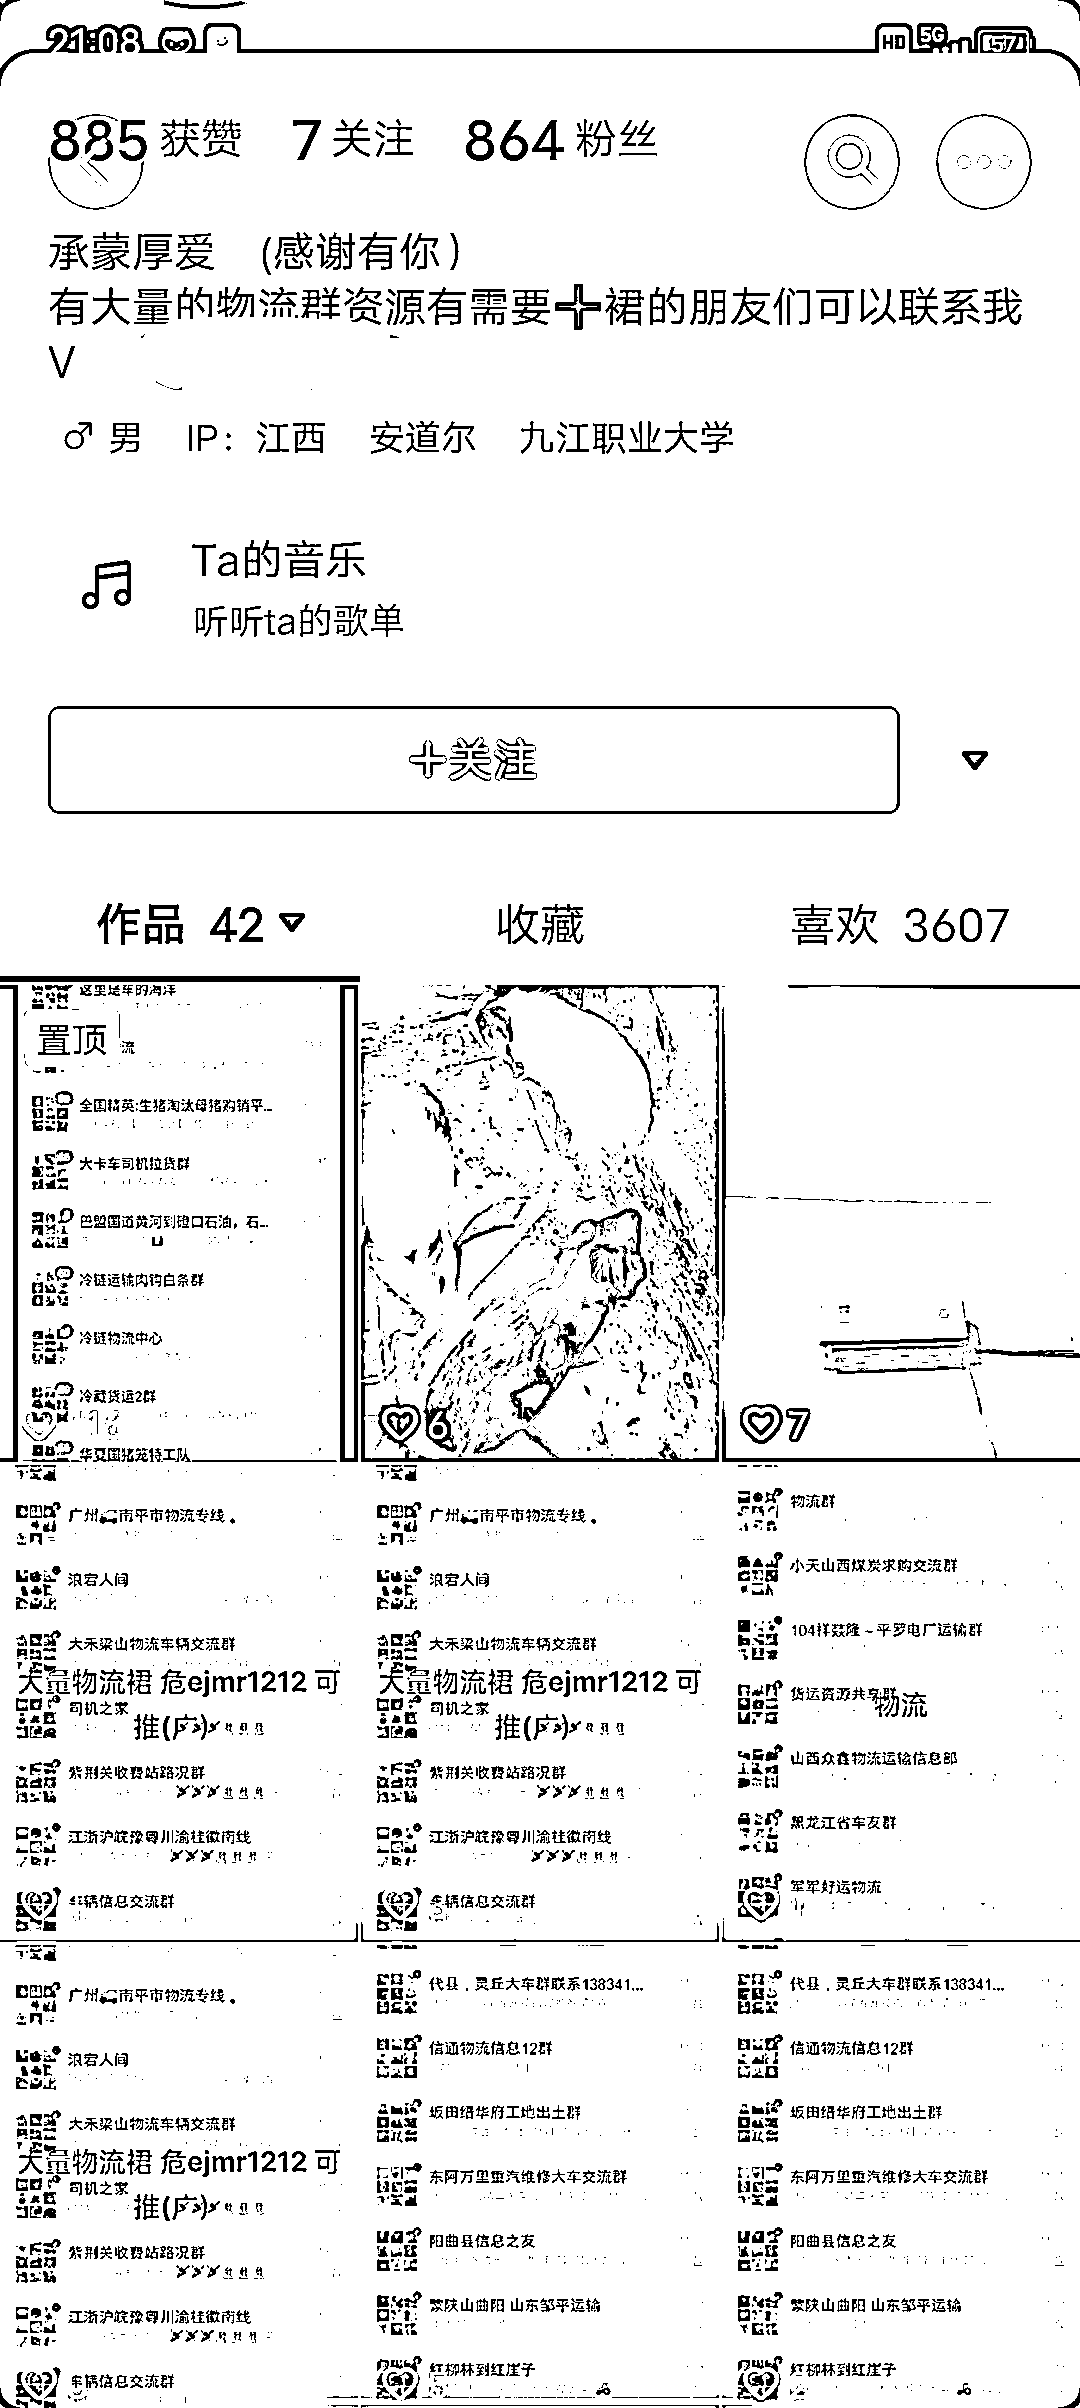 21:08
HD 5G 57
885 获赞 7 关注 864 粉丝
承蒙厚爱 (感谢有你)
有大量的物流群资源有需要➕裙的朋友们可以联系我
V
♂ 男 IP：江西 安道尔 九江职业大学
Ta的音乐
听听ta的歌单
+关注
作品 42 收藏 喜欢 3607
这里是车的海洋
置顶
流
全国精英:生猪淘汰母猪购销平...
大卡车司机拉货群
巴盟国道黄河到磴口石油，石...
冷链运输肉钩白条群
冷链物流中心
冷藏货运2群
16
华夏国猪笼特工队
6
7
广州 南平市物流专线
浪宕人间
大禾梁山物流车辆交流群
大量物流裙 危ejmr1212 可
司机之家
推(户)
紫荆关收费站路况群
江浙沪皖豫粤川渝桂徽南线
车辆信息交流群
广州 南平市物流专线
浪宕人间
大禾梁山物流车辆交流群
大量物流裙 危ejmr1212 可
司机之家
推(户)
紫荆关收费站路况群
江浙沪皖豫粤川渝桂徽南线
车辆信息交流群
物流群
小天山西煤炭求购交流群
平罗电厂运输群
货运资源共享群
物流
山西众鑫物流运输信息部
黑龙江省车友群
军军好运物流
广州 南平市物流专线
浪宕人间
大禾梁山物流车辆交流群
大量物流裙 危ejmr1212 可
司机之家
推(户)
紫荆关收费站路况群
江浙沪皖豫粤川渝桂徽南线
车辆信息交流群
代县，灵丘大车群联系138341...
信通物流信息12群
坂田绍华府工地出土群
东阿万里重汽维修大车交流群
阳曲县信息之友
繁陕山曲阳 山东邹平运输
红柳林到红崖子
代县，灵丘大车群联系138341...
信通物流信息12群
坂田绍华府工地出土群
东阿万里重汽维修大车交流群
阳曲县信息之友
繁陕山曲阳 山东邹平运输
红柳林到红崖子